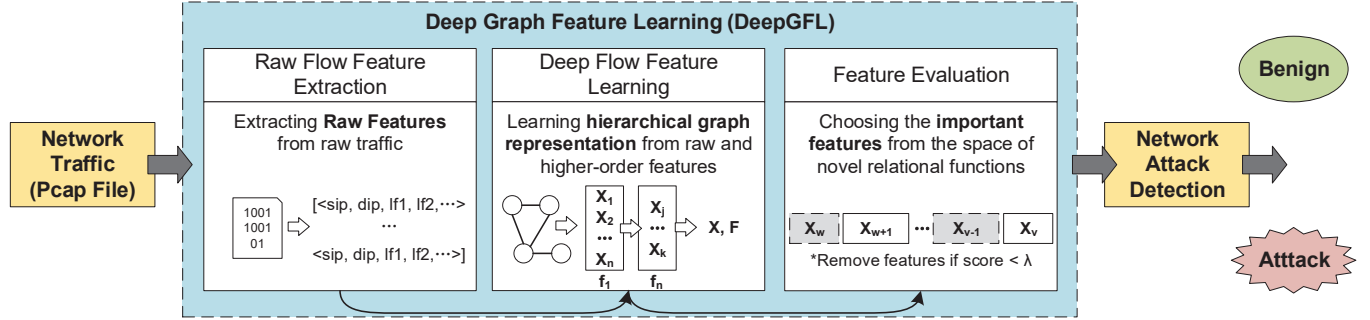 Deep Graph Feature Learning (DeepGFL)
Network
Traffic
(Pcap File)
Raw Flow Feature
Extraction
Extracting Raw Features
from raw traffic
1001
1001
01
[<sip, dip, lf1, lf2,···>
···
<sip, dip, lf1, lf2,···>]
Deep Flow Feature
Learning
Learning hierarchical graph
representation from raw and
higher-order features
X1
X2
···
Xn
f1
Xj
···
Xk
fn
X, F
Feature Evaluation
Choosing the important
features from the space of
novel relational functions
Xw Xw+1 ··· Xv-1 Xv
*Remove features if score < λ
Network
Attack
Detection
Benign
Atttack